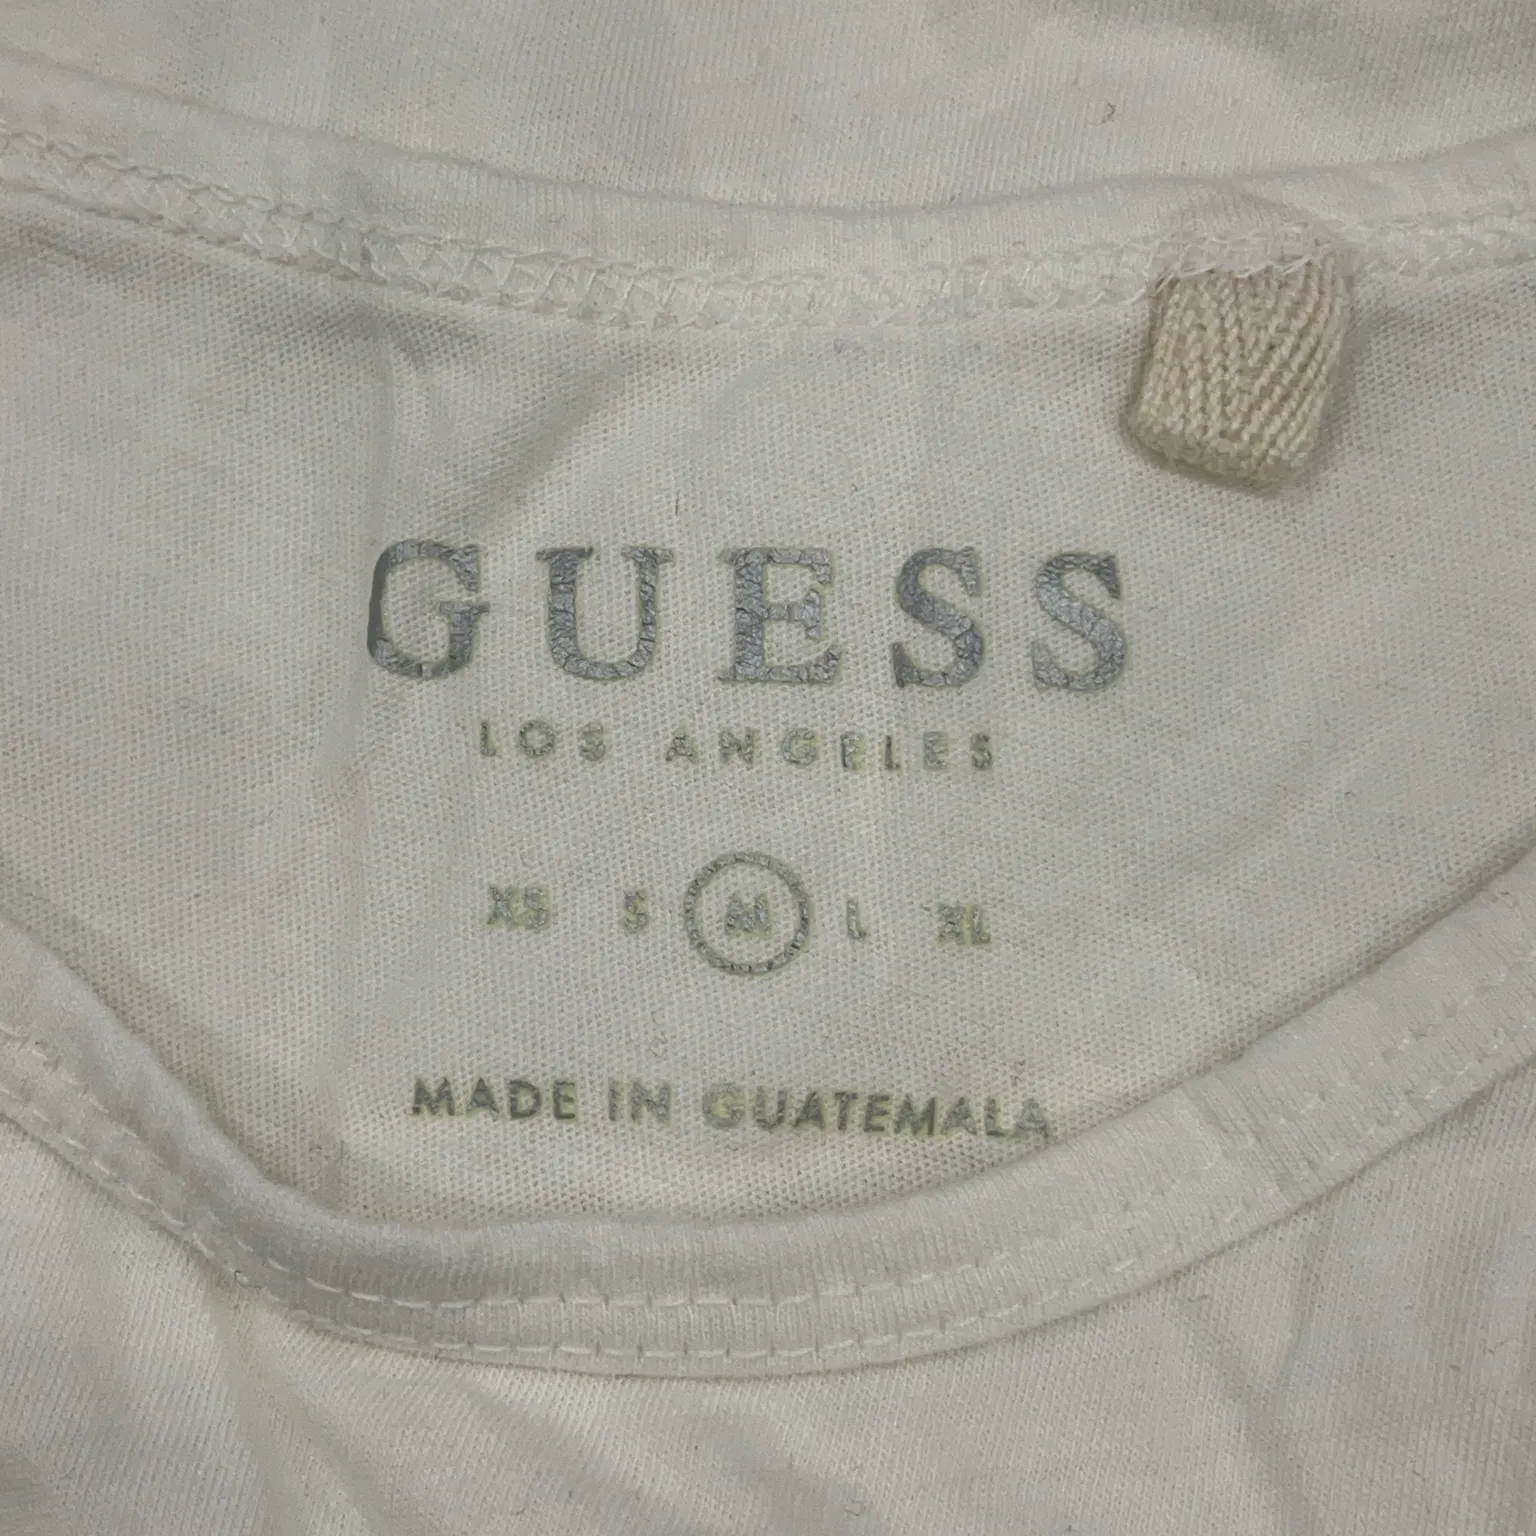 GUESS
LOS ANGELES
XS S M L XL
MADE IN GUATEMALA